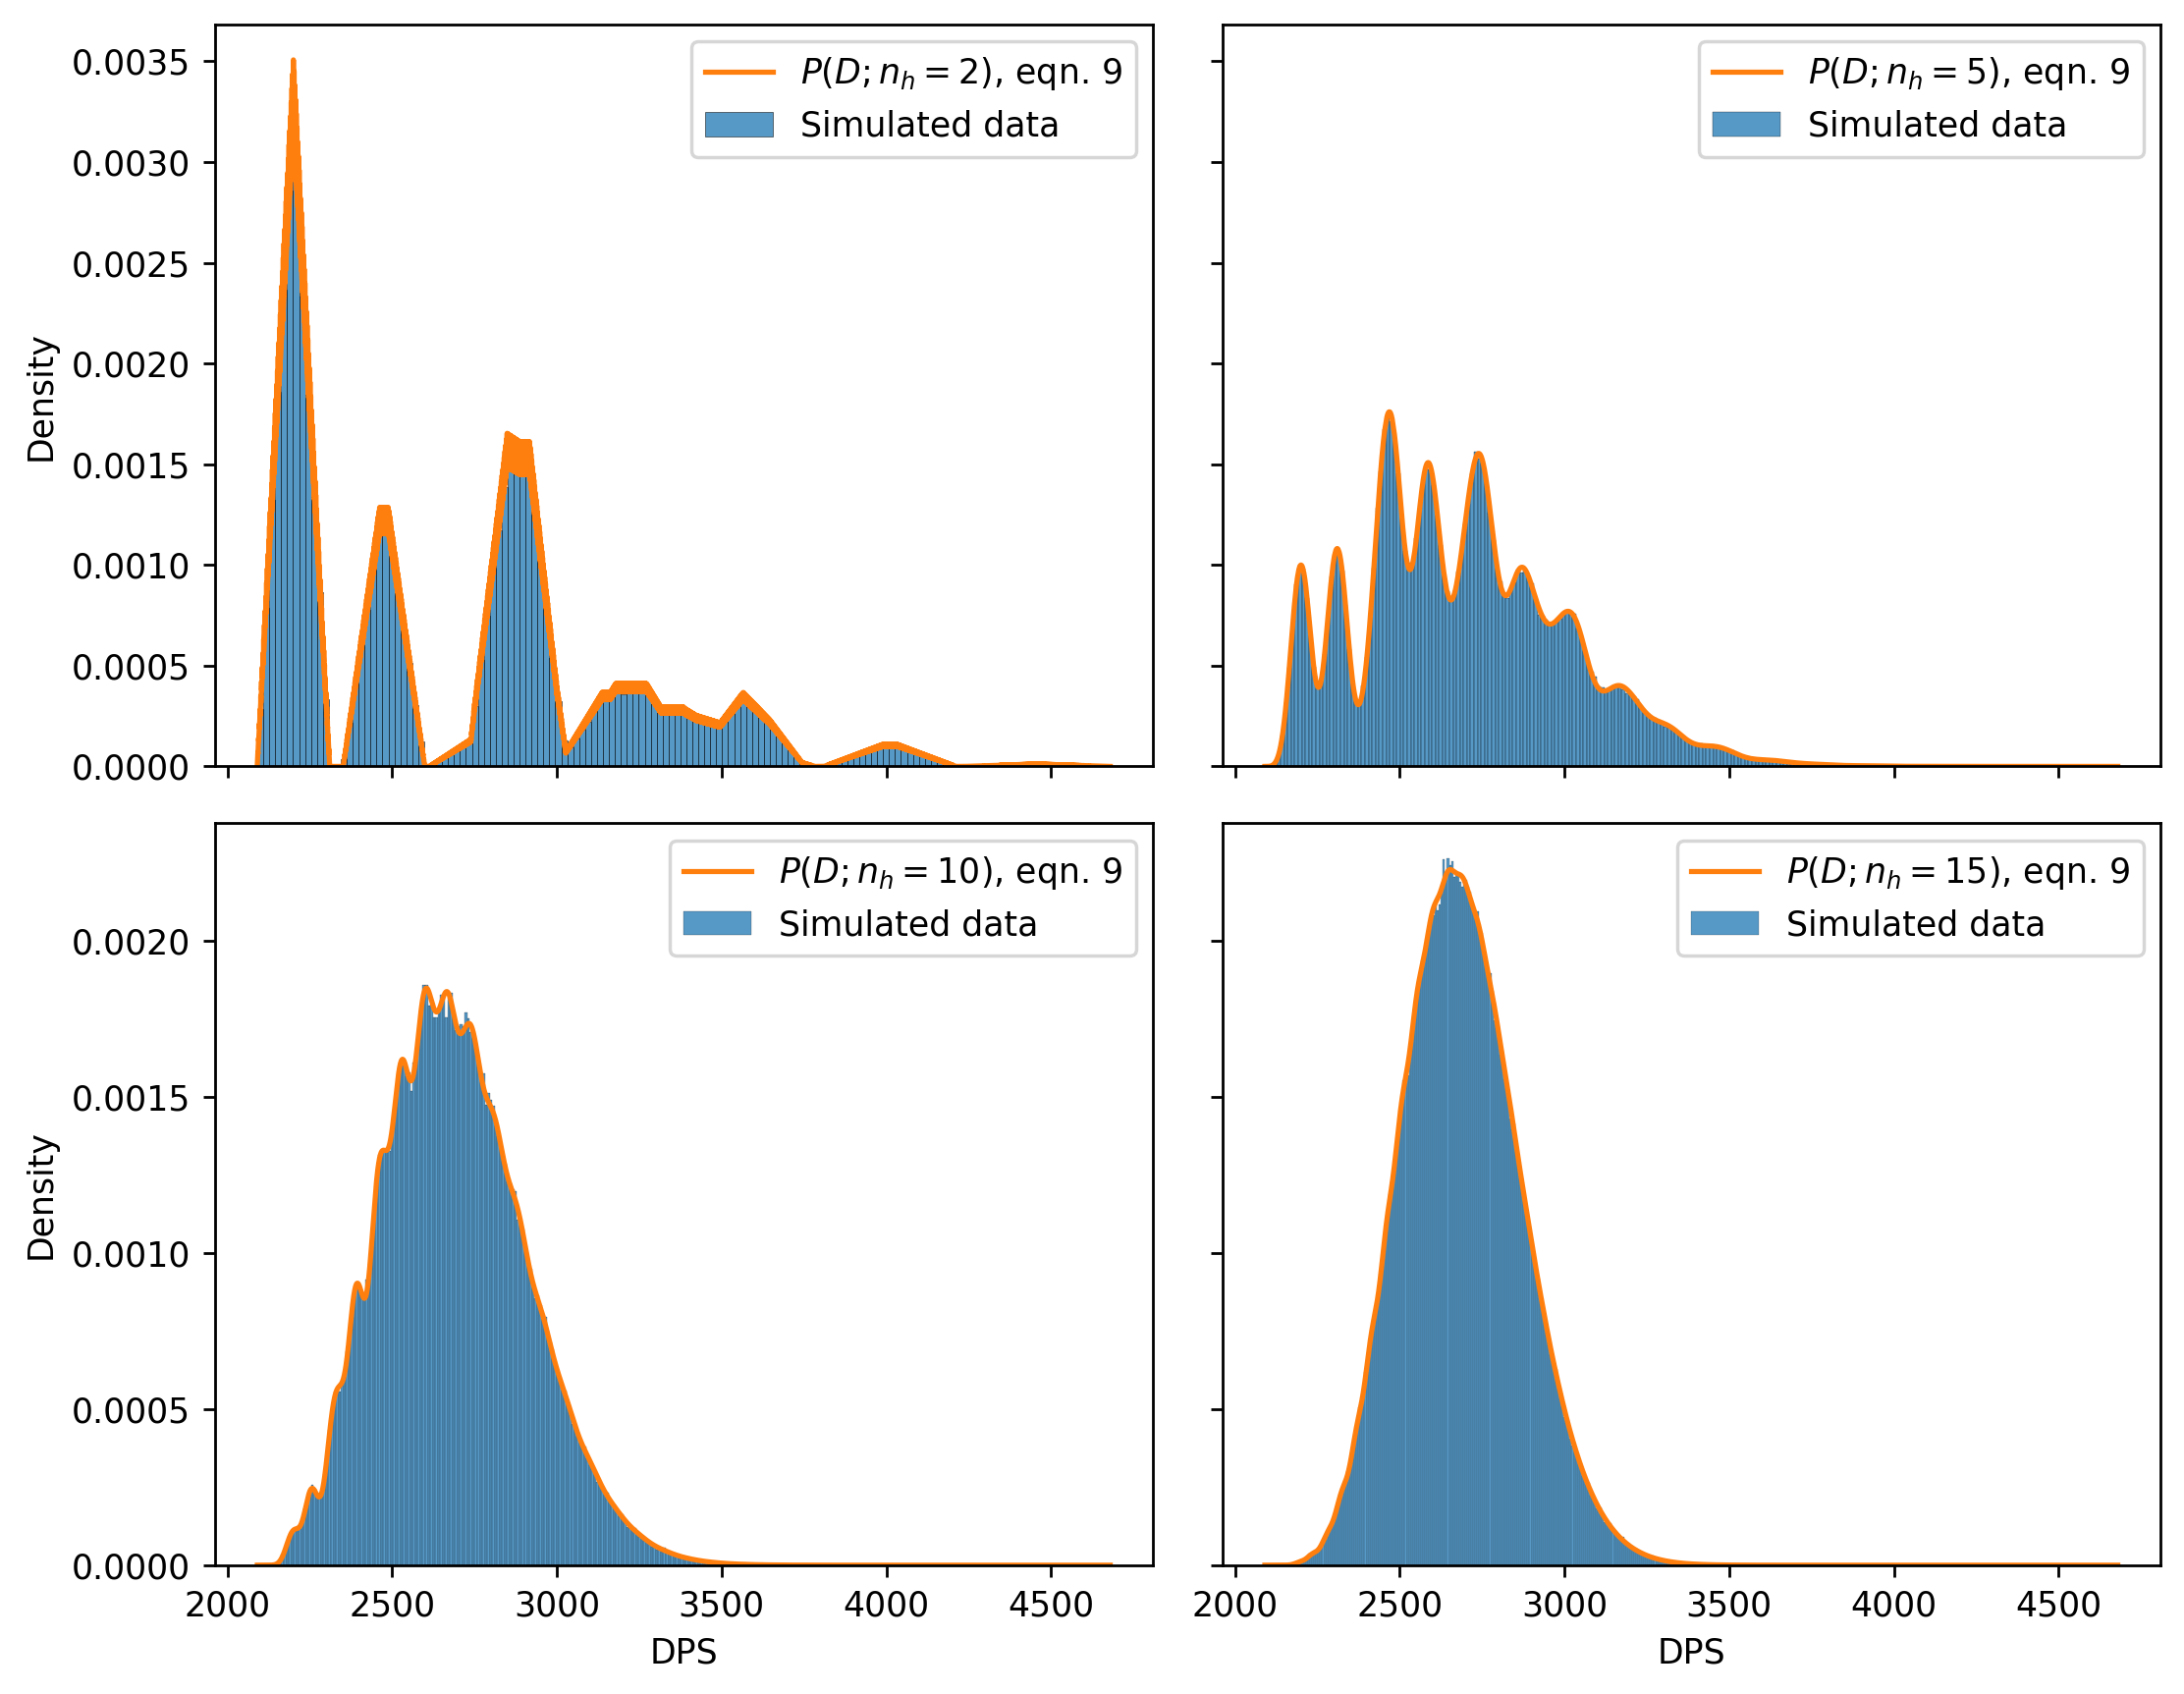 0.0035
0.0030
0.0025
0.0020
0.0015
0.0010
0.0005
0.0000
Density
P(D; n_h = 2), eqn. 9
Simulated data
P(D; n_h = 5), eqn. 9
Simulated data
0.0020
0.0015
0.0010
0.0005
0.0000
Density
P(D; n_h = 10), eqn. 9
Simulated data
2000 2500 3000 3500 4000 4500
DPS
P(D; n_h = 15), eqn. 9
Simulated data
2000 2500 3000 3500 4000 4500
DPS